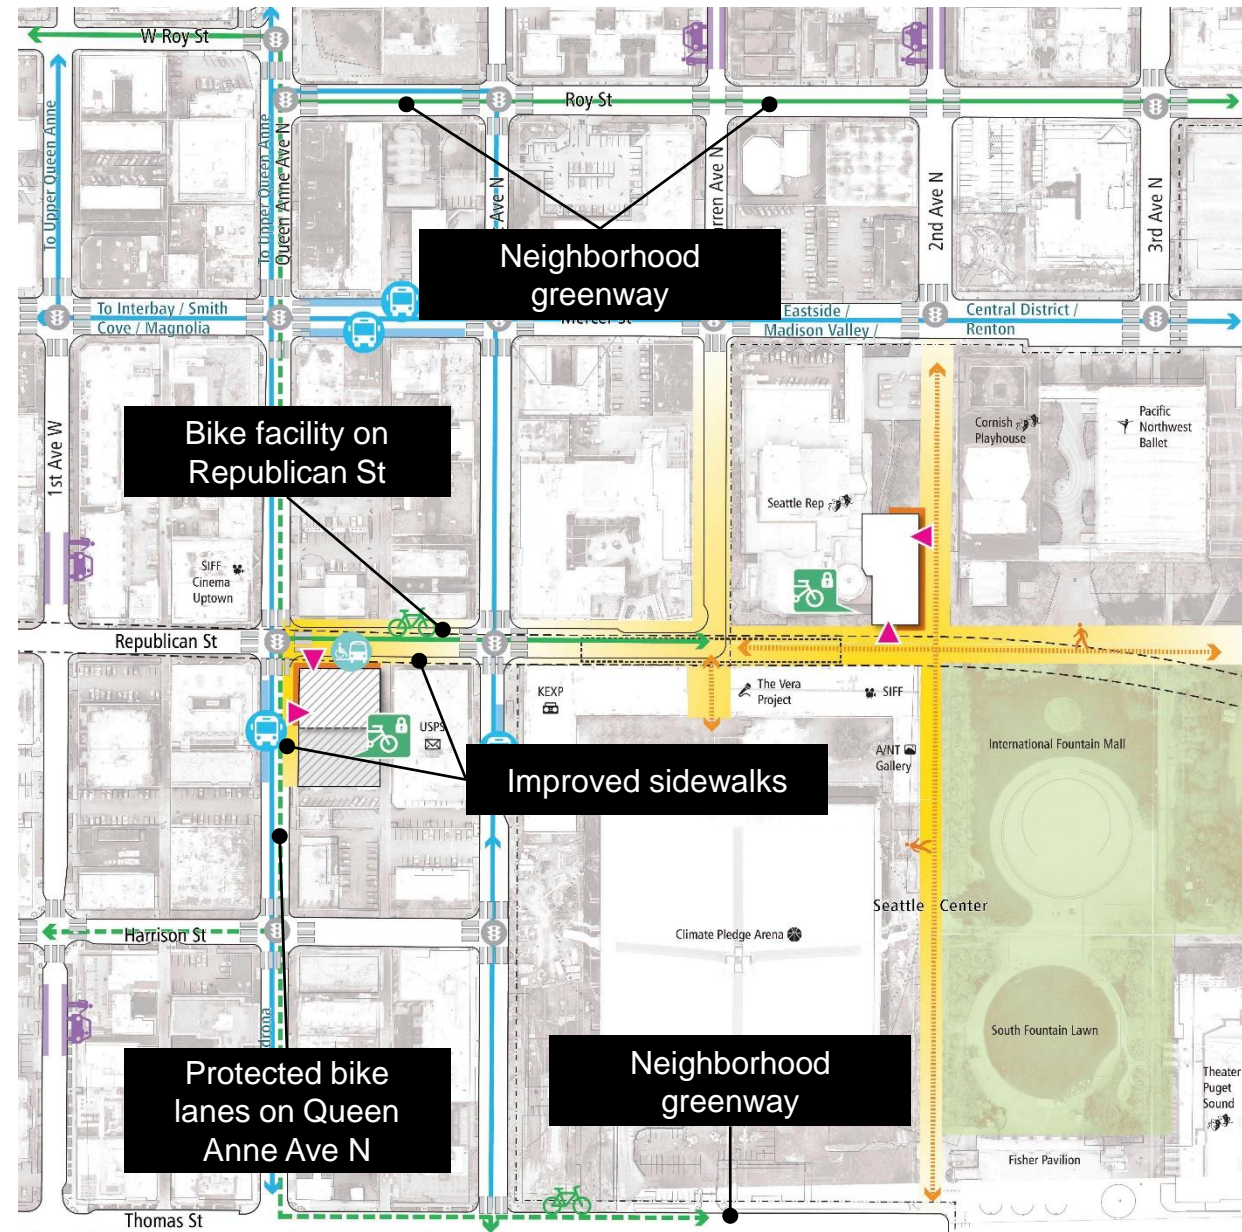 W Roy St
Roy St
To Upper Queen Anne
To Upper Queen Anne
Queen Anne Ave N
Ave N
Ave N
2nd Ave N
3rd Ave N
Neighborhood
greenway
To Interbay / Smith
Cove / Magnolia
Mercer St
Eastside /
Madison Valley /
Central District /
Renton
Bike facility on
Republican St
1st Ave W
Cornish
Playhouse
Pacific
Northwest
Ballet
Seattle Rep
SIFF
Cinema
Uptown
Republican St
KEXP
The Vera
Project
SIFF
USPS
A/NT
Gallery
International Fountain Mall
Improved sidewalks
Seattle Center
Harrison St
Climate Pledge Arena
South Fountain Lawn
Protected bike
lanes on Queen
Anne Ave N
Neighborhood
greenway
Theater
Puget
Sound
Fisher Pavilion
Thomas St